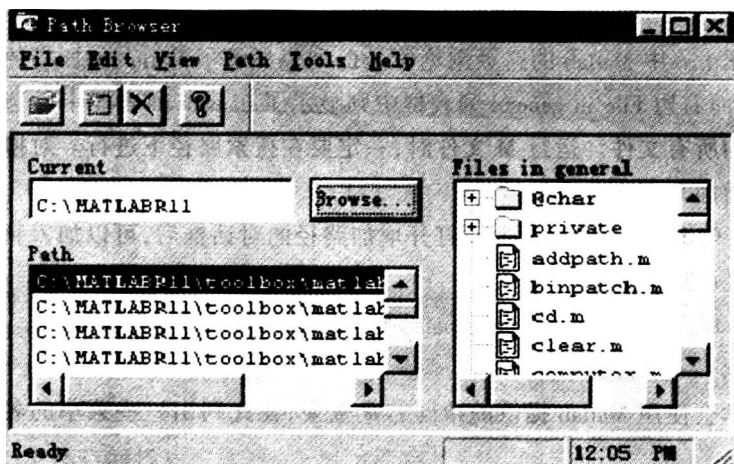 Path Browser
File Edit View Path Tools Help
Current
C:\MATLABR11
Browse...
Path
C:\MATLABR11\toolbox\matlab
C:\MATLABR11\toolbox\matlab
C:\MATLABR11\toolbox\matlab
C:\MATLABR11\toolbox\matlab
Files in general
@char
private
addpath.m
binpatch.m
cd.m
clear.m
computer.m
Ready
12:05 PM